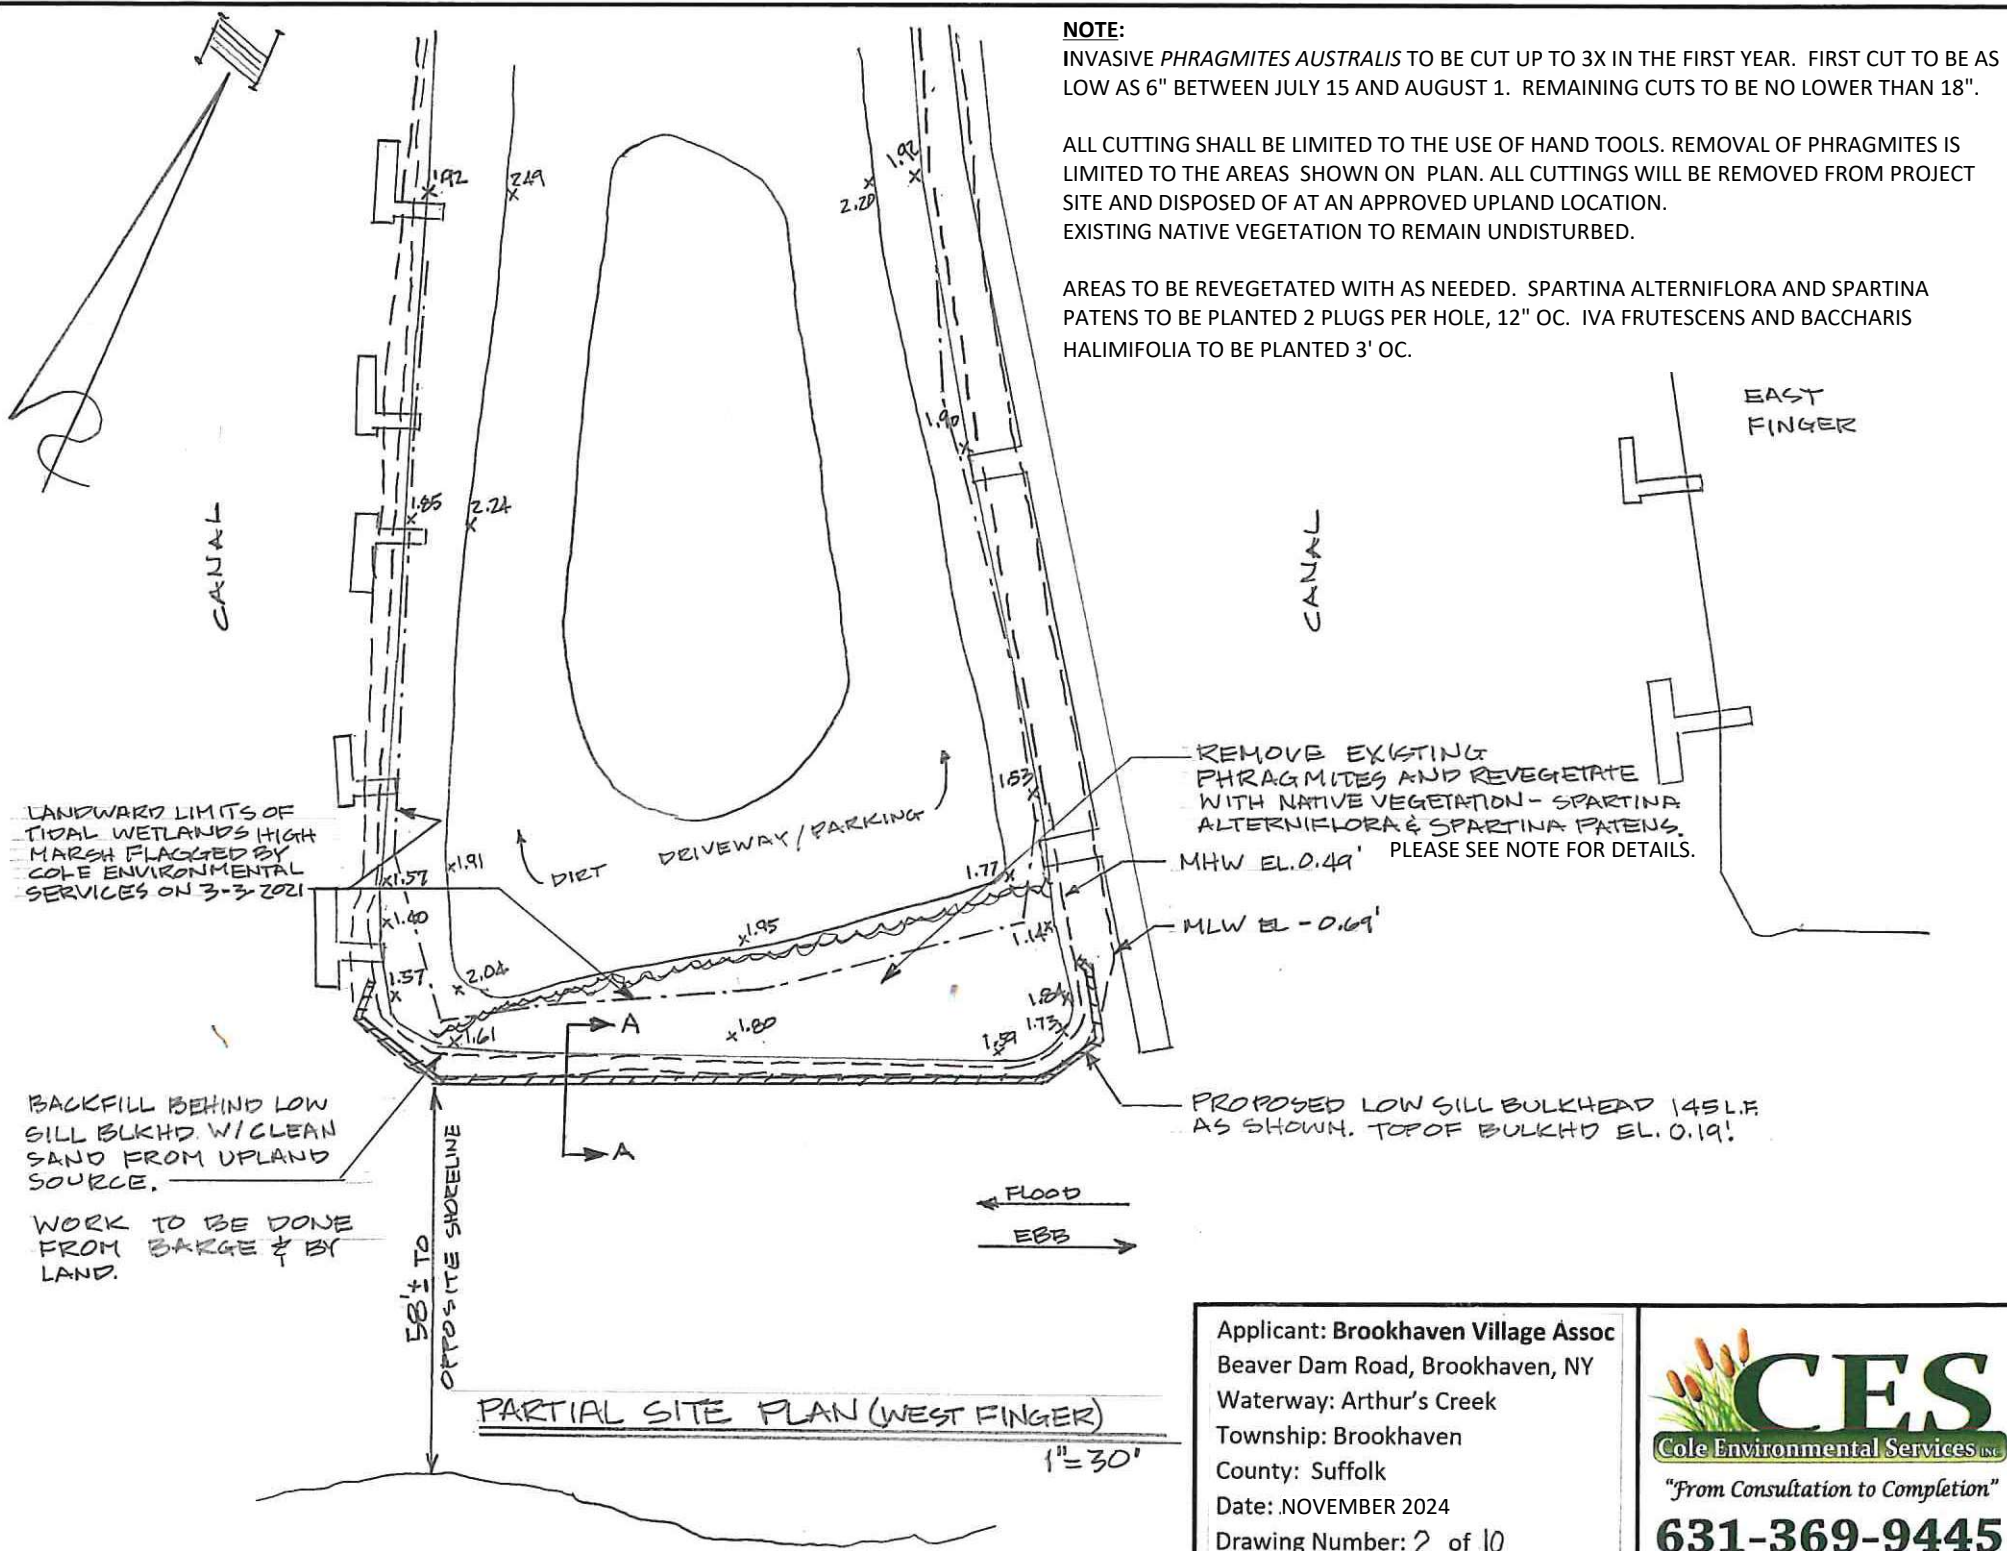 NOTE:
INVASIVE PHRAGMITES AUSTRALIS TO BE CUT UP TO 3X IN THE FIRST YEAR. FIRST CUT TO BE AS
LOW AS 6" BETWEEN JULY 15 AND AUGUST 1. REMAINING CUTS TO BE NO LOWER THAN 18".
ALL CUTTING SHALL BE LIMITED TO THE USE OF HAND TOOLS. REMOVAL OF PHRAGMITES IS
LIMITED TO THE AREAS SHOWN ON PLAN. ALL CUTTINGS WILL BE REMOVED FROM PROJECT
SITE AND DISPOSED OF AT AN APPROVED UPLAND LOCATION.
EXISTING NATIVE VEGETATION TO REMAIN UNDISTURBED.
AREAS TO BE REVEGETATED WITH AS NEEDED. SPARTINA ALTERNIFLORA AND SPARTINA
PATENS TO BE PLANTED 2 PLUGS PER HOLE, 12" OC. IVA FRUTESCENS AND BACCHARIS
HALIMIFOLIA TO BE PLANTED 3' OC.
1.92
2.49
1.92
2.20
1.90
1.85
2.24
CANAL
CANAL
EAST
FINGER
REMOVE EXISTING
PHRAGMITES AND REVEGETATE
WITH NATIVE VEGETATION - SPARTINA
ALTERNIFLORA & SPARTINA PATENS.
PLEASE SEE NOTE FOR DETAILS.
MHW EL. 0.49'
MLW EL - 0.69'
LANDWARD LIMITS OF
TIDAL WETLANDS HIGH
MARSH FLAGGED BY
COLE ENVIRONMENTAL
SERVICES ON 3-3-2021
DIRT DRIVEWAY/PARKING
1.53
1.77
1.91
1.57
1.40
1.95
1.14
1.57
2.04
1.84
1.73
1.61
1.80
1.59
A
A
PROPOSED LOW SILL BULKHEAD 145 L.F.
AS SHOWN. TOP OF BULKHD EL. 0.19'
BACKFILL BEHIND LOW
SILL BLKHD. W/CLEAN
SAND FROM UPLAND
SOURCE.
WORK TO BE DONE
FROM BARGE & BY
LAND.
58'± TO
OPPOSITE SHORELINE
FLOOD
EBB
PARTIAL SITE PLAN (WEST FINGER)
1"=30'
Applicant: Brookhaven Village Assoc
Beaver Dam Road, Brookhaven, NY
Waterway: Arthur's Creek
Township: Brookhaven
County: Suffolk
Date: NOVEMBER 2024
Drawing Number: 2 of 10
CES
Cole Environmental Services INC
"From Consultation to Completion"
631-369-9445